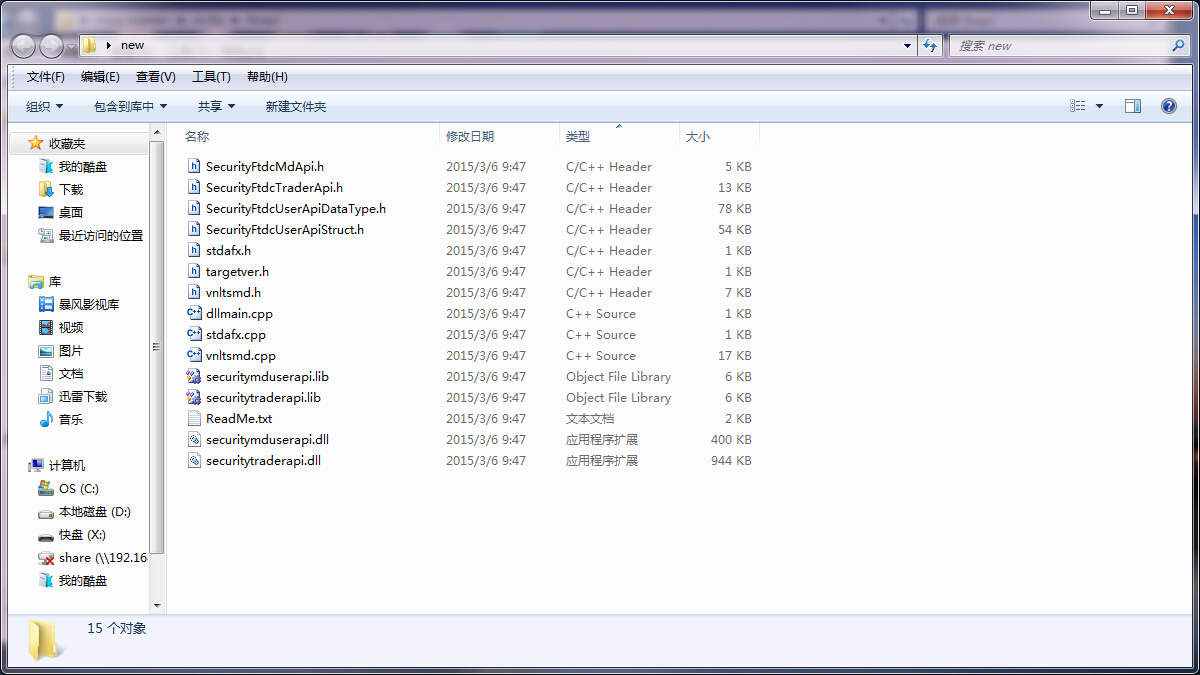 new
搜索 new
文件(F) 编辑(E) 查看(V) 工具(T) 帮助(H)
组织 包含到库中 共享 新建文件夹
名称 修改日期 类型 大小
收藏夹
我的酷盘
下载
桌面
最近访问的位置
库
暴风影视库
视频
图片
文档
迅雷下载
音乐
计算机
OS (C:)
本地磁盘 (D:)
快盘 (X:)
share (\\192.16
我的酷盘
SecurityFtdcMdApi.h 2015/3/6 9:47 C/C++ Header 5 KB
SecurityFtdcTraderApi.h 2015/3/6 9:47 C/C++ Header 13 KB
SecurityFtdcUserApiDataType.h 2015/3/6 9:47 C/C++ Header 78 KB
SecurityFtdcUserApiStruct.h 2015/3/6 9:47 C/C++ Header 54 KB
stdafx.h 2015/3/6 9:47 C/C++ Header 1 KB
targetver.h 2015/3/6 9:47 C/C++ Header 1 KB
vnltsmd.h 2015/3/6 9:47 C/C++ Header 7 KB
dllmain.cpp 2015/3/6 9:47 C++ Source 1 KB
stdafx.cpp 2015/3/6 9:47 C++ Source 1 KB
vnltsmd.cpp 2015/3/6 9:47 C++ Source 17 KB
securitymduserapi.lib 2015/3/6 9:47 Object File Library 6 KB
securitytraderapi.lib 2015/3/6 9:47 Object File Library 6 KB
ReadMe.txt 2015/3/6 9:47 文本文档 2 KB
securitymduserapi.dll 2015/3/6 9:47 应用程序扩展 400 KB
securitytraderapi.dll 2015/3/6 9:47 应用程序扩展 944 KB
15 个对象